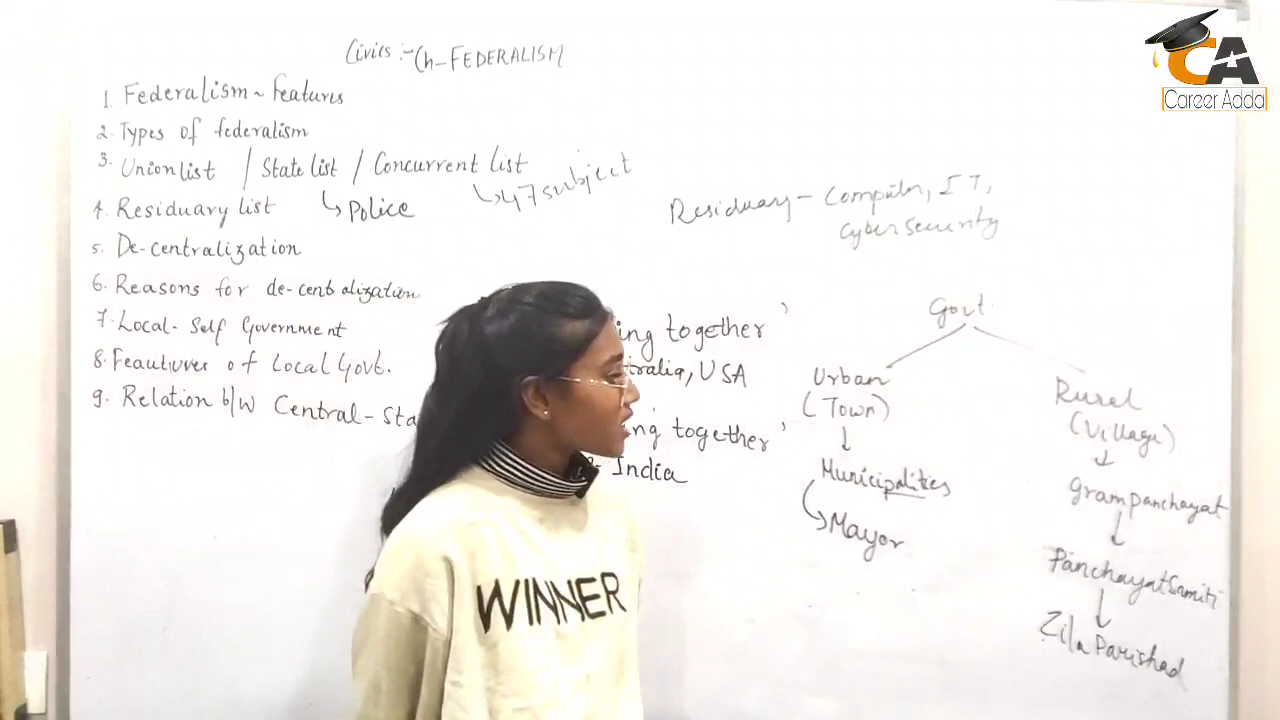 Civics :- Ch-FEDERALISM
1. Federalism ~ Features
2. Types of federalism
3. Union list / State list / Concurrent list
↳ Police
↳ 47 subject
4. Residuary list
5. De-centralization
6. Reasons for de-centralization
7. Local-Self Government
8. Feautures of Local Govt.
9. Relation b/w Central-Sta
Residuary - Computer, IT,
cybersecurity
ing together’
tralia, USA
ing together’
India
Govt.
Urban
(Town)
↓
Municipalities
↳ Mayor
Rural
(Village)
↓
Gram Panchayat
↓
Panchayat Samiti
↓
Zila Parishad
WINNER
CA
Career Adda